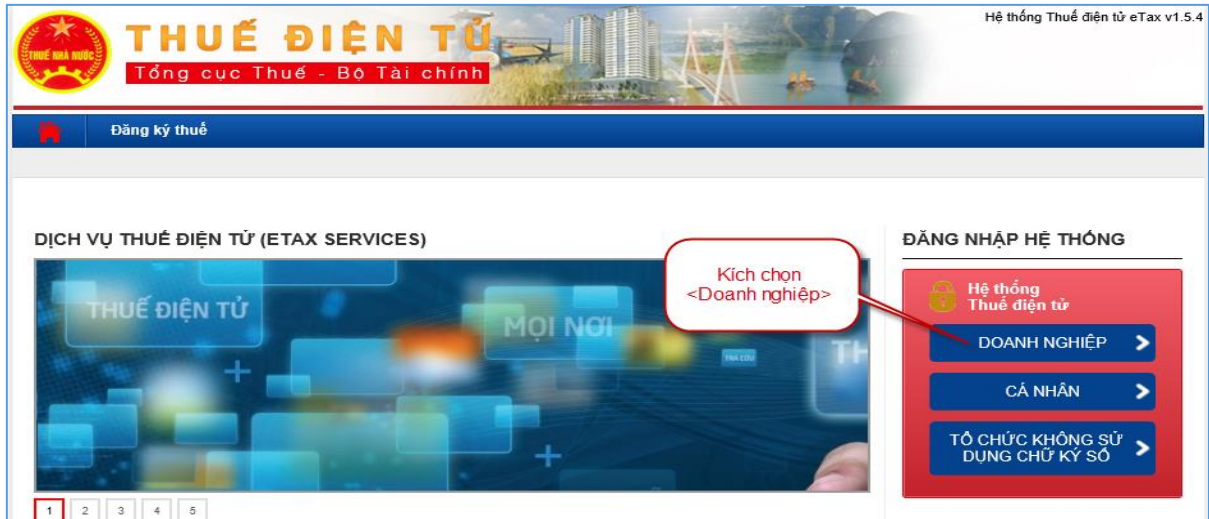 Hệ thống Thuế điện tử eTax v1.5.4
THUẾ NHÀ NƯỚC
THUẾ ĐIỆN TỬ
Tổng cục Thuế - Bộ Tài chính
Đăng ký thuế
DỊCH VỤ THUẾ ĐIỆN TỬ (ETAX SERVICES)
ĐĂNG NHẬP HỆ THỐNG
Kích chọn
<Doanh nghiệp>
Hệ thống
Thuế điện tử
THUẾ ĐIỆN TỬ
MỌI NƠI
TRA CỨU
TH
DOANH NGHIỆP
CÁ NHÂN
TỔ CHỨC KHÔNG SỬ
DỤNG CHỮ KÝ SỐ
1 2 3 4 5